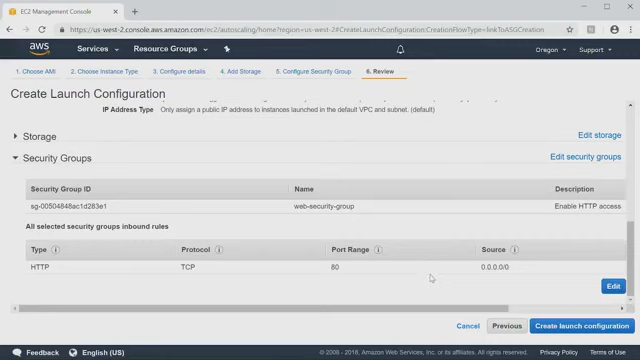 EC2 Management Console
https://us-west-2.console.aws.amazon.com/ec2/autoscaling/home?region=us-west-2#CreateLaunchConfiguration:CreationFlowType=linkToASGCreation
aws Services Resource Groups Oregon Support
1. Choose AMI 2. Choose Instance Type 3. Configure details 4. Add Storage 5. Configure Security Group 6. Review
Create Launch Configuration
IP Address Type Only assign a public IP address to instances launched in the default VPC and subnet. (default)
Storage Edit storage
Security Groups Edit security groups
Security Group ID Name Description
sg-00504848ac1d283e1 web-security-group Enable HTTP access
All selected security groups inbound rules
Type Protocol Port Range Source
HTTP TCP 80 0.0.0.0/0
Edit
Cancel Previous Create launch configuration
Feedback English (US) © 2008 - 2018, Amazon Web Services, Inc. or its affiliates. All rights reserved. Privacy Policy Terms of Use